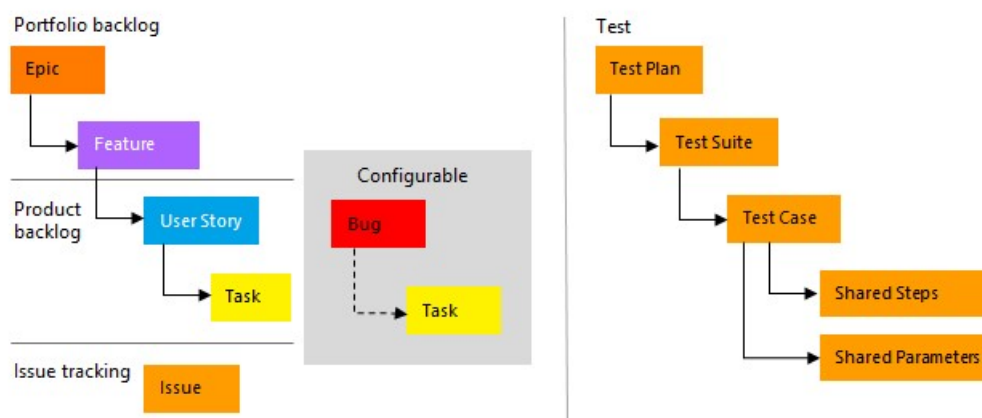 Portfolio backlog
Epic
Feature
Product
backlog
User Story
Task
Issue tracking
Issue
Configurable
Bug
Task
Test
Test Plan
Test Suite
Test Case
Shared Steps
Shared Parameters